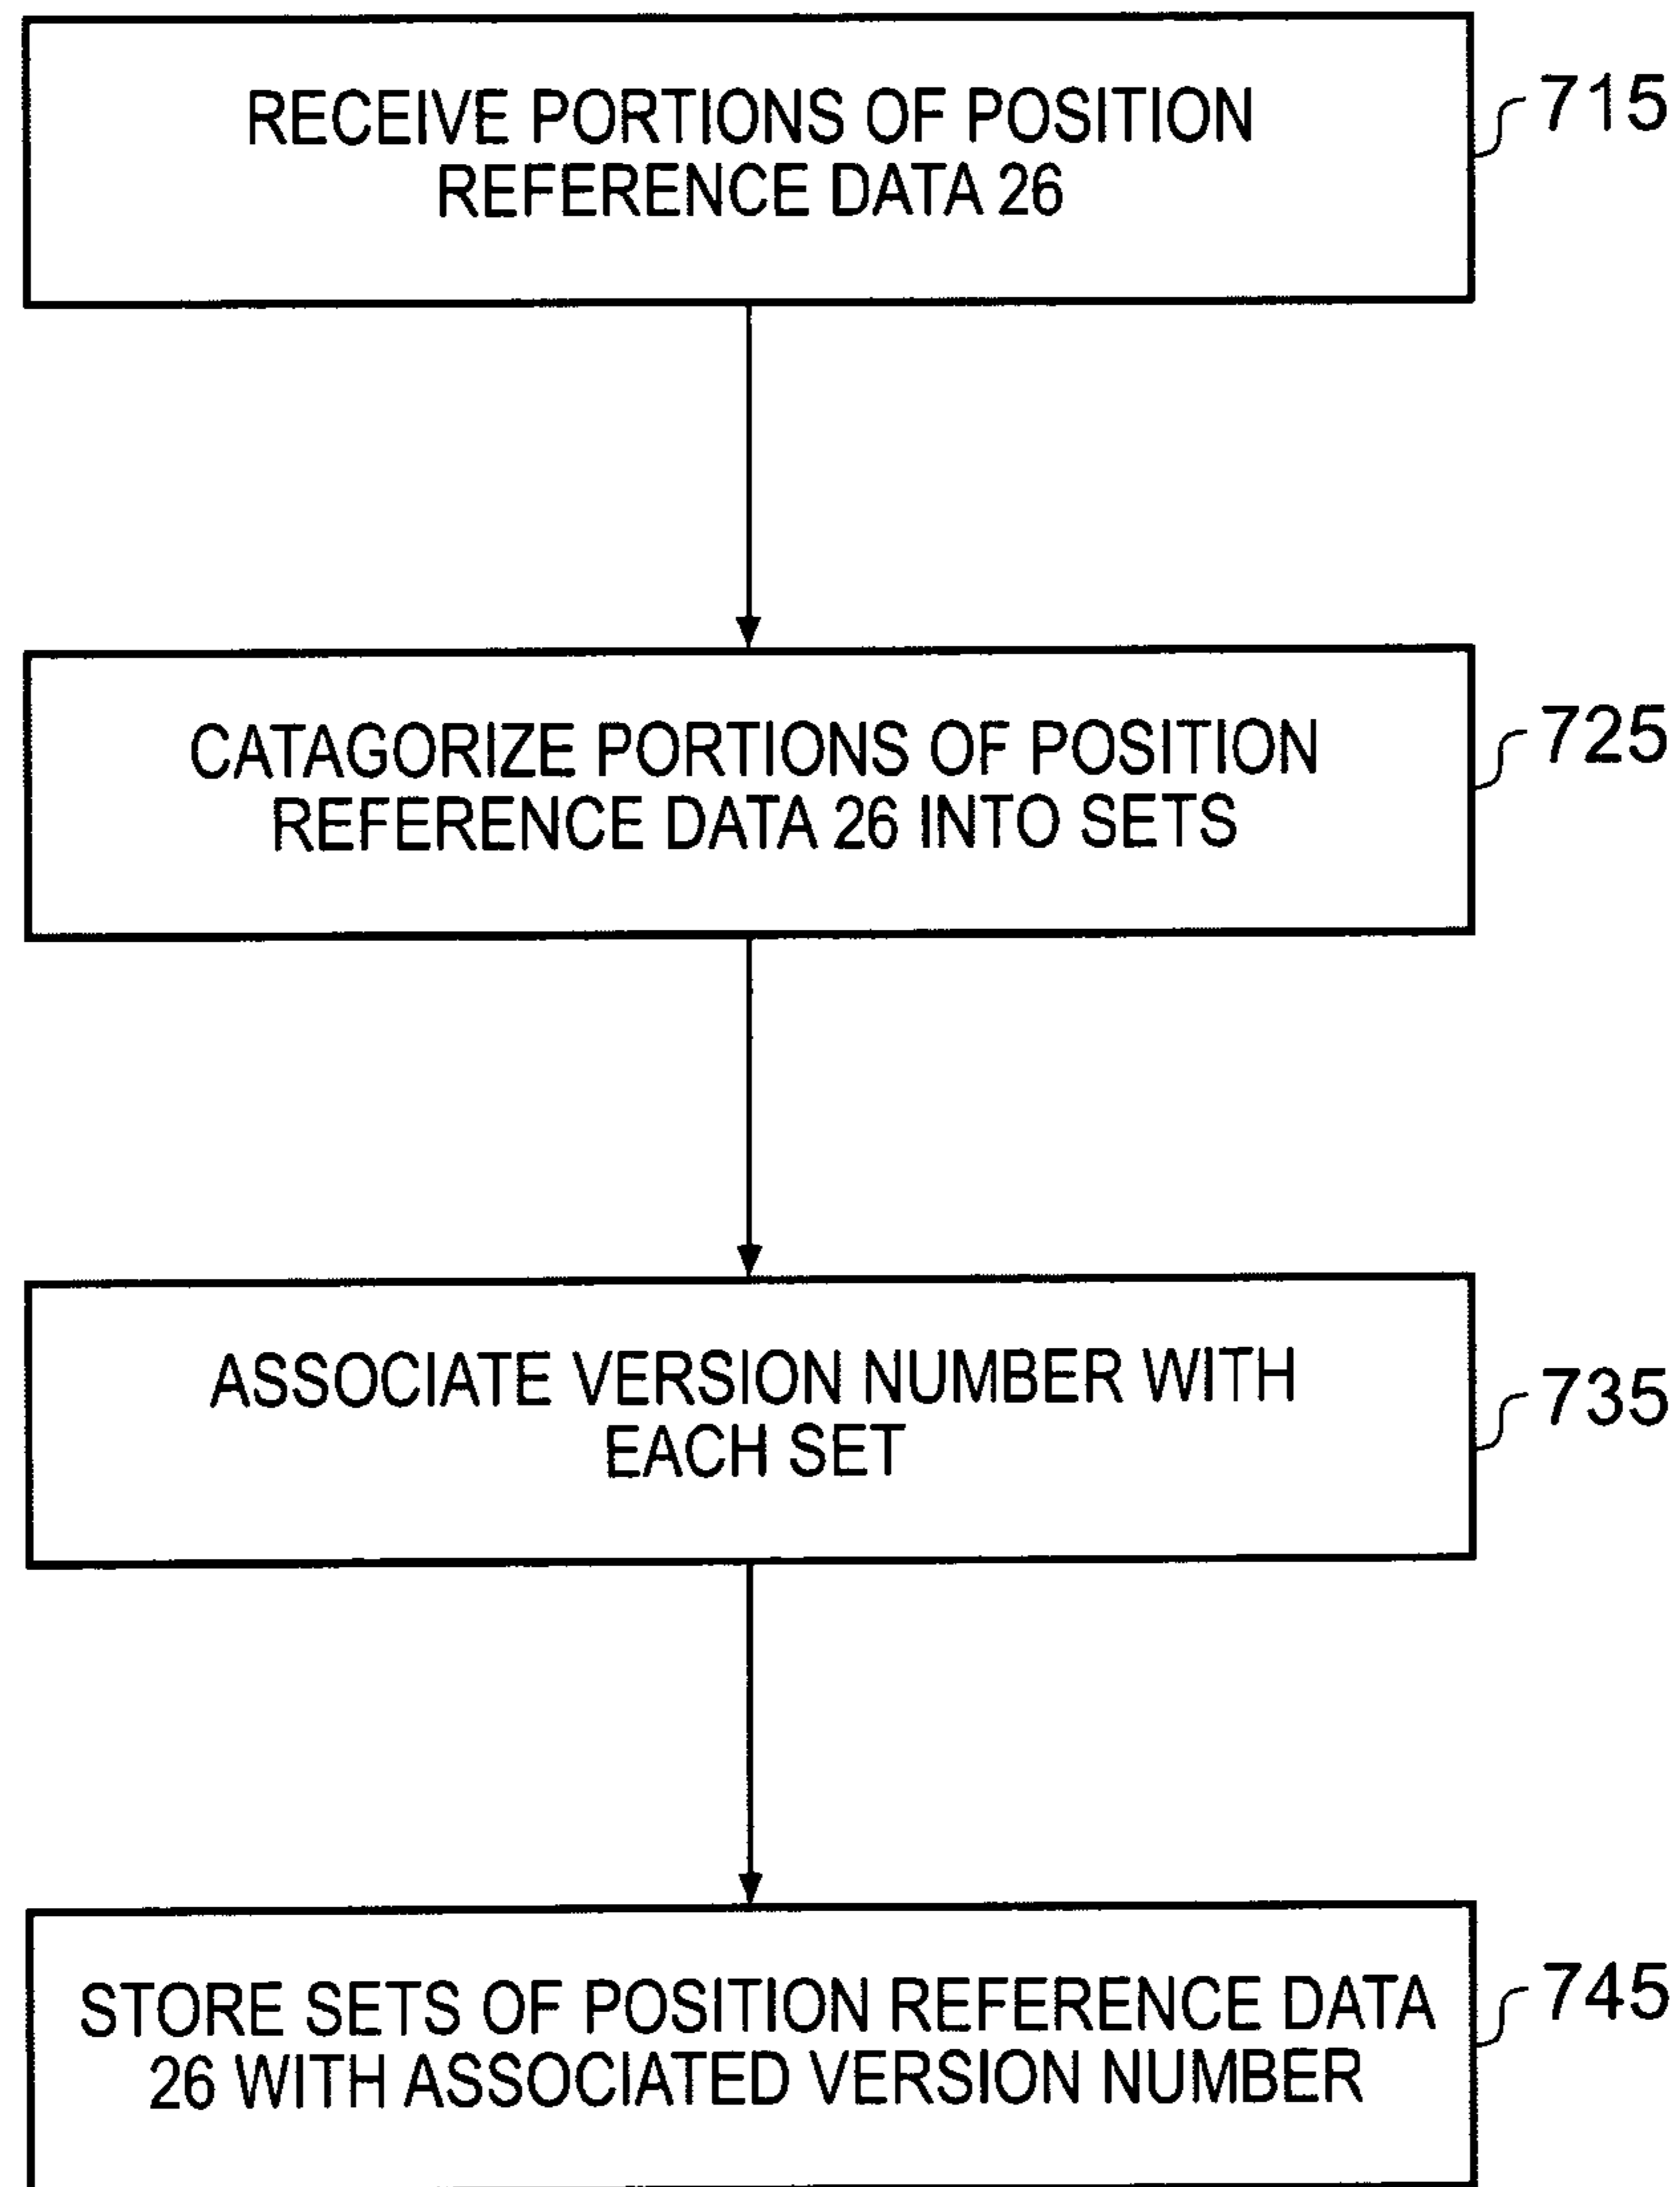 RECEIVE PORTIONS OF POSITION
REFERENCE DATA 26
715
CATAGORIZE PORTIONS OF POSITION
REFERENCE DATA 26 INTO SETS
725
ASSOCIATE VERSION NUMBER WITH
EACH SET
735
STORE SETS OF POSITION REFERENCE DATA
26 WITH ASSOCIATED VERSION NUMBER
745